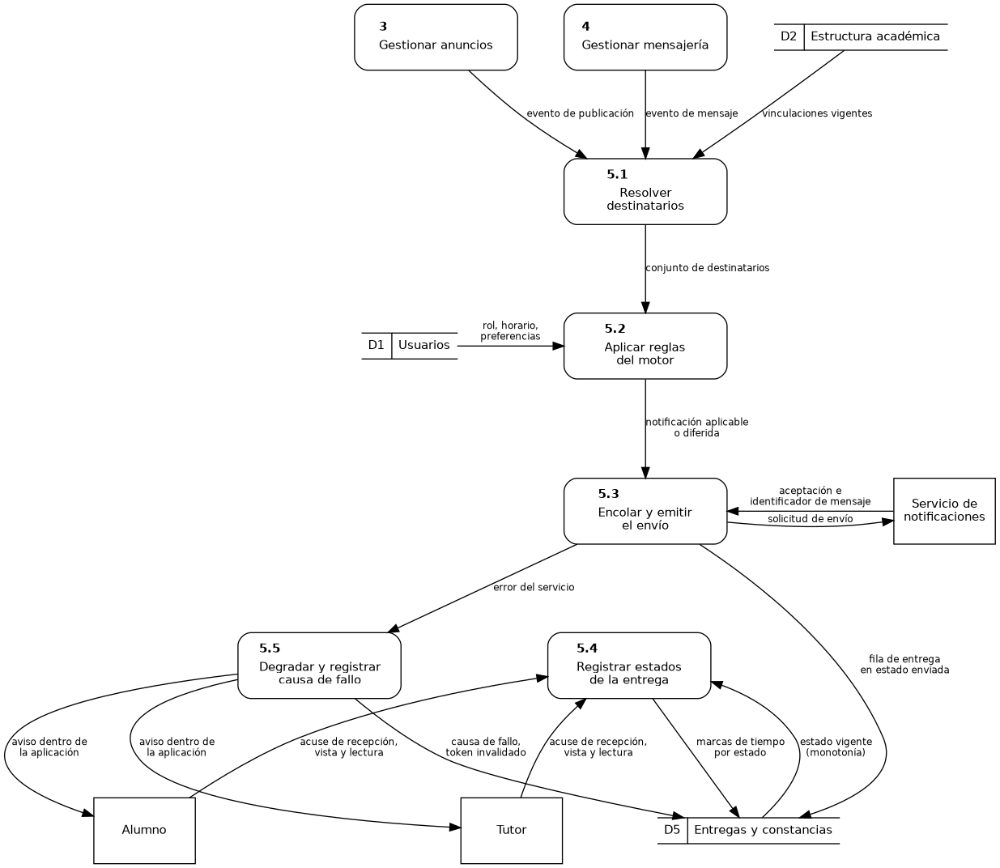 3
Gestionar anuncios
4
Gestionar mensajería
D2
Estructura académica
evento de publicación
evento de mensaje
vinculaciones vigentes
5.1
Resolver
destinatarios
conjunto de destinatarios
D1
Usuarios
rol, horario,
preferencias
5.2
Aplicar reglas
del motor
notificación aplicable
o diferida
5.3
Encolar y emitir
el envío
aceptación e
identificador de mensaje
solicitud de envío
Servicio de
notificaciones
error del servicio
5.5
Degradar y registrar
causa de fallo
5.4
Registrar estados
de la entrega
fila de entrega
en estado enviada
aviso dentro de
la aplicación
aviso dentro de
la aplicación
acuse de recepción,
vista y lectura
causa de fallo,
token invalidado
acuse de recepción,
vista y lectura
marcas de tiempo
por estado
estado vigente
(monotonía)
Alumno
Tutor
D5
Entregas y constancias